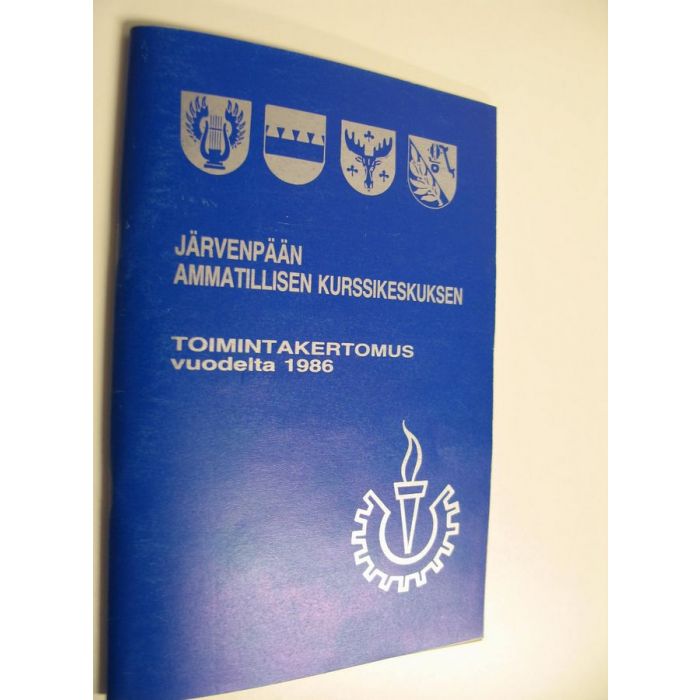 JÄRVENPÄÄN
AMMATILLISEN KURSSIKESKUKSEN
TOIMINTAKERTOMUS
vuodelta 1986